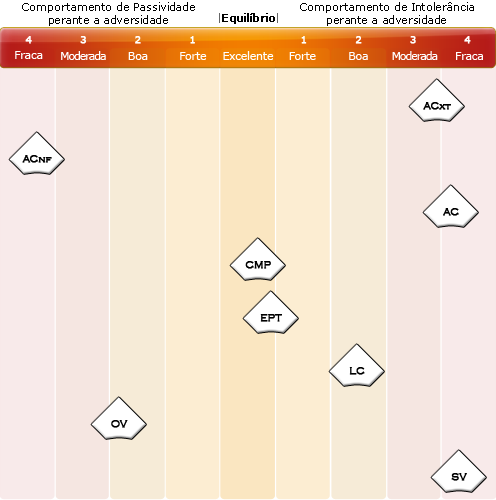 Comportamento de Passividade
perante a adversidade
|Equilíbrio|
Comportamento de Intolerância
perante a adversidade
4 3 2 1 1 2 3 4
Fraca Moderada Boa Forte Excelente Forte Boa Moderada Fraca
ACXT
ACNF
AC
CMP
EPT
LC
OV
SV